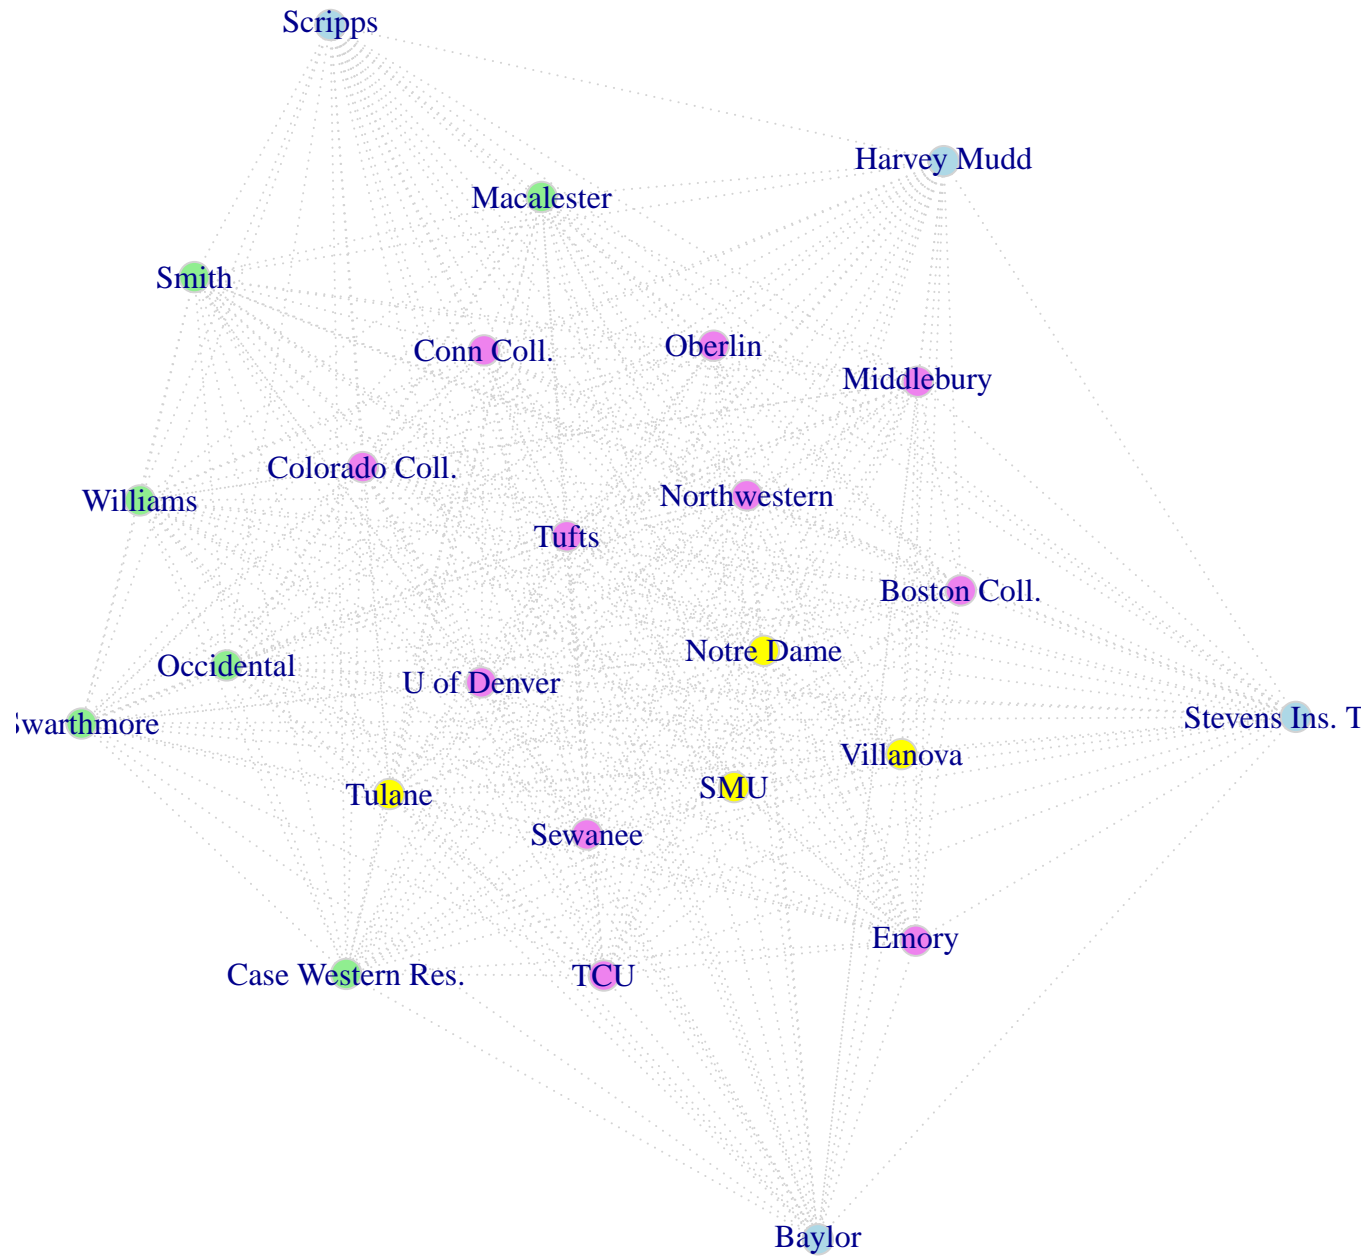 Scripps
Harvey Mudd
Macalester
Smith
Conn Coll.
Oberlin
Middlebury
Colorado Coll.
Northwestern
Williams
Tufts
Boston Coll.
Notre Dame
Occidental
U of Denver
Swarthmore
Stevens Ins. T
Villanova
Tulane
SMU
Sewanee
Emory
Case Western Res.
TCU
Baylor